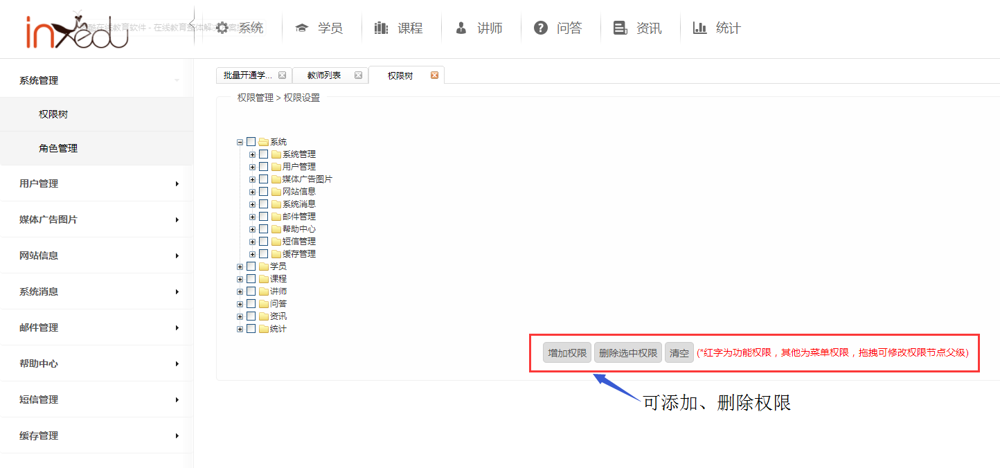 inxedu
酷在线教育软件 - 在线教育整体解决方案提
系统
学员
课程
讲师
问答
资讯
统计
系统管理
权限树
角色管理
用户管理
媒体广告图片
网站信息
系统消息
邮件管理
帮助中心
短信管理
缓存管理
批量开通学...
教师列表
权限树
权限管理 > 权限设置
系统
系统管理
用户管理
媒体广告图片
网站信息
系统消息
邮件管理
帮助中心
短信管理
缓存管理
学员
课程
讲师
问答
资讯
统计
增加权限 删除选中权限 清空 (*红字为功能权限，其他为菜单权限，拖拽可修改权限节点父级)
可添加、删除权限